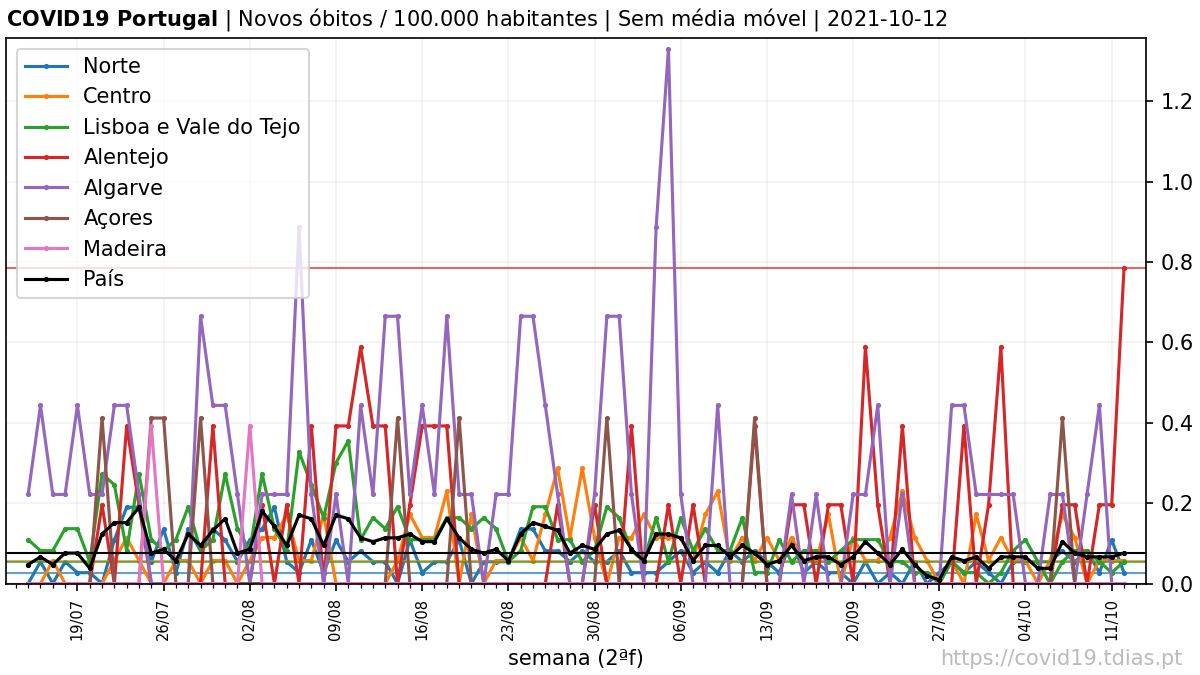 COVID19 Portugal | Novos óbitos / 100.000 habitantes | Sem média móvel | 2021-10-12
Norte
Centro
Lisboa e Vale do Tejo
Alentejo
Algarve
Açores
Madeira
País
1.2
1.0
0.8
0.6
0.4
0.2
0.0
19/07 26/07 02/08 09/08 16/08 23/08 30/08 06/09 13/09 20/09 27/09 04/10 11/10
semana (2ªf)
https://covid19.tdias.pt